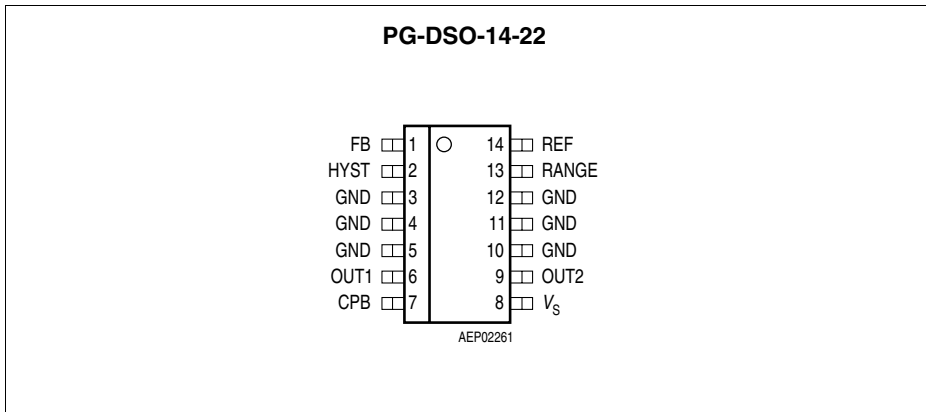 PG-DSO-14-22
FB 1 14 REF
HYST 2 13 RANGE
GND 3 12 GND
GND 4 11 GND
GND 5 10 GND
OUT1 6 9 OUT2
CPB 7 8 VS
AEP02261